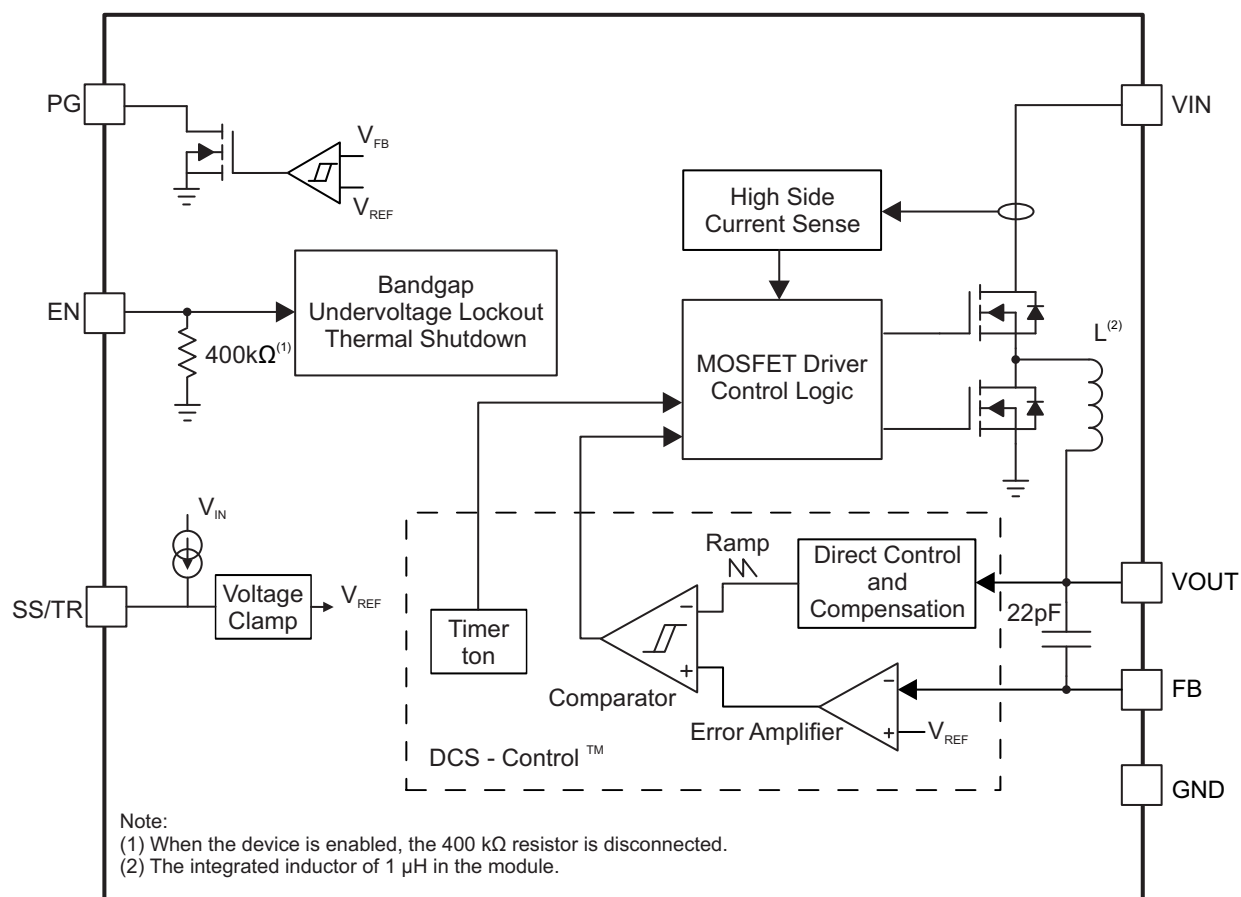 PG
VIN
V_FB
V_REF
High Side
Current Sense
EN
Bandgap
Undervoltage Lockout
Thermal Shutdown
400kΩ(1)
MOSFET Driver
Control Logic
L(2)
V_IN
SS/TR
Voltage
Clamp
V_REF
Timer
ton
Ramp
Direct Control
and
Compensation
VOUT
22pF
−
+
Comparator
−
+
Error Amplifier
V_REF
FB
DCS - Control ™
GND
Note:
(1) When the device is enabled, the 400 kΩ resistor is disconnected.
(2) The integrated inductor of 1 µH in the module.